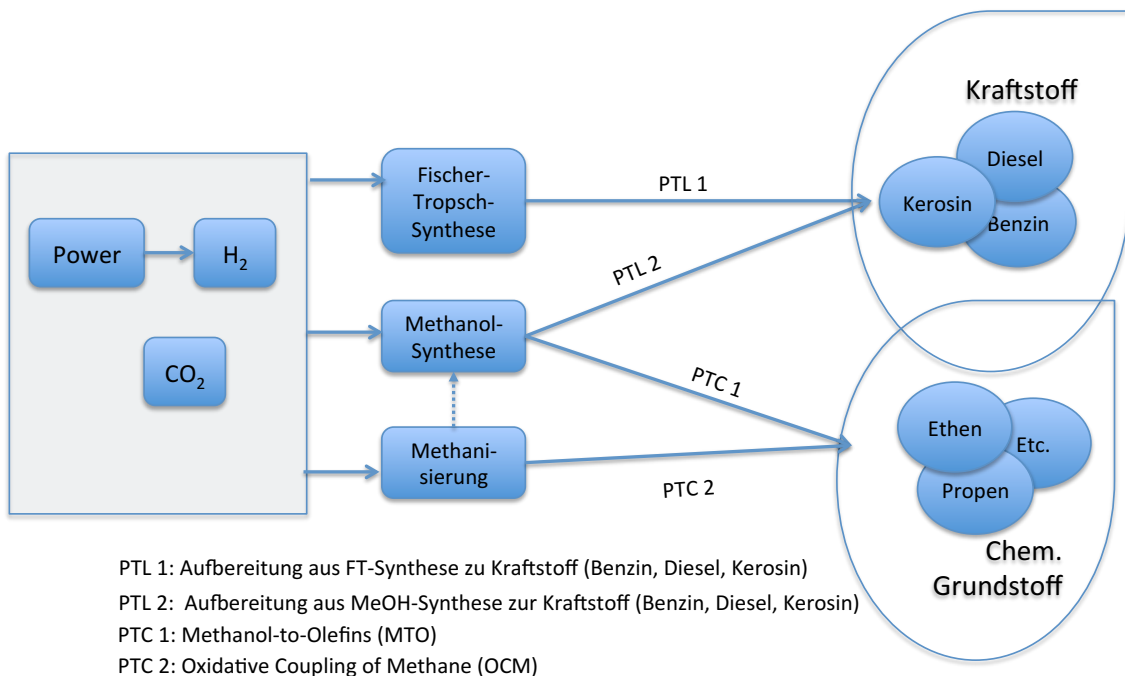 Kraftstoff
Fischer-
Tropsch-
Synthese
PTL 1
Diesel
Kerosin
Benzin
Power
H₂
PTL 2
Methanol-
Synthese
CO₂
PTC 1
Ethen
Etc.
Methani-
sierung
PTC 2
Propen
Chem.
Grundstoff
PTL 1: Aufbereitung aus FT-Synthese zu Kraftstoff (Benzin, Diesel, Kerosin)
PTL 2: Aufbereitung aus MeOH-Synthese zur Kraftstoff (Benzin, Diesel, Kerosin)
PTC 1: Methanol-to-Olefins (MTO)
PTC 2: Oxidative Coupling of Methane (OCM)